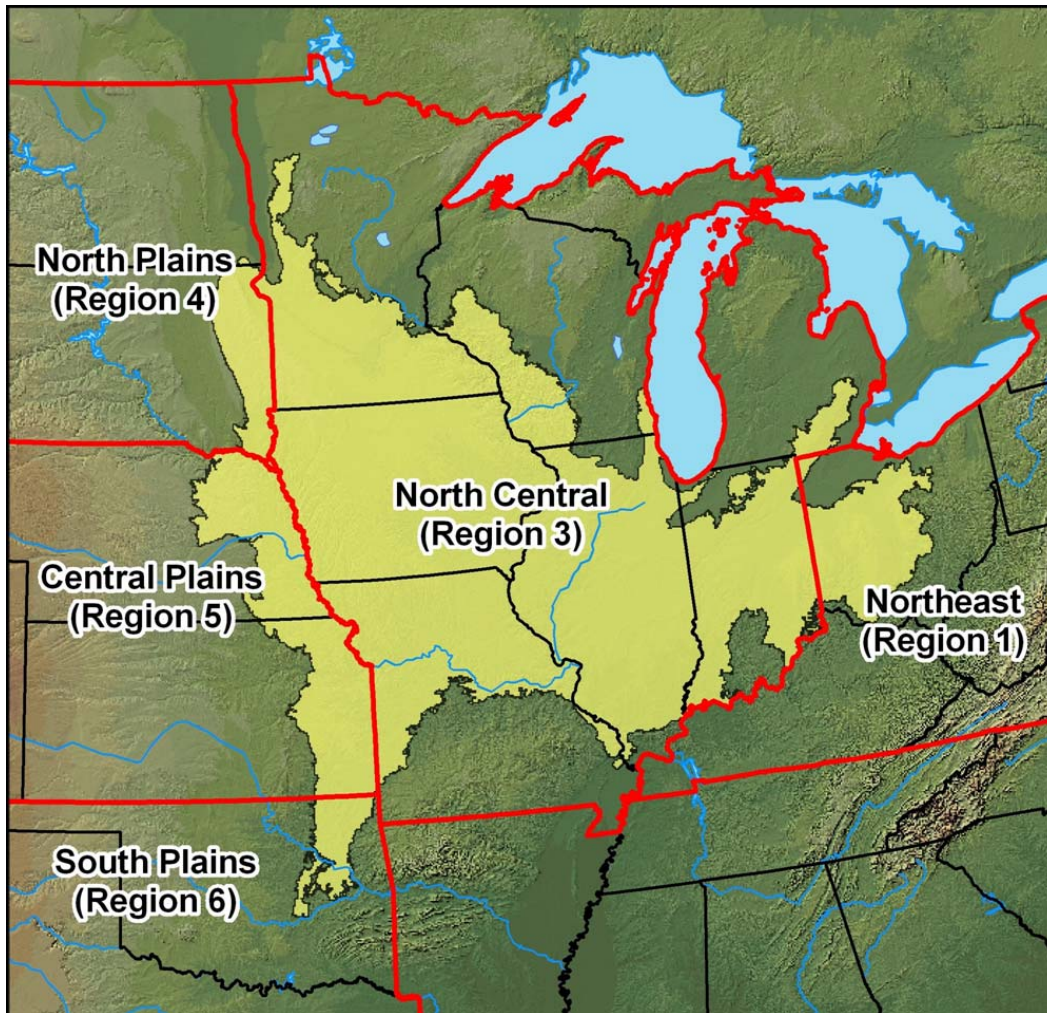 North Plains
(Region 4)
North Central
(Region 3)
Central Plains
(Region 5)
Northeast
(Region 1)
South Plains
(Region 6)